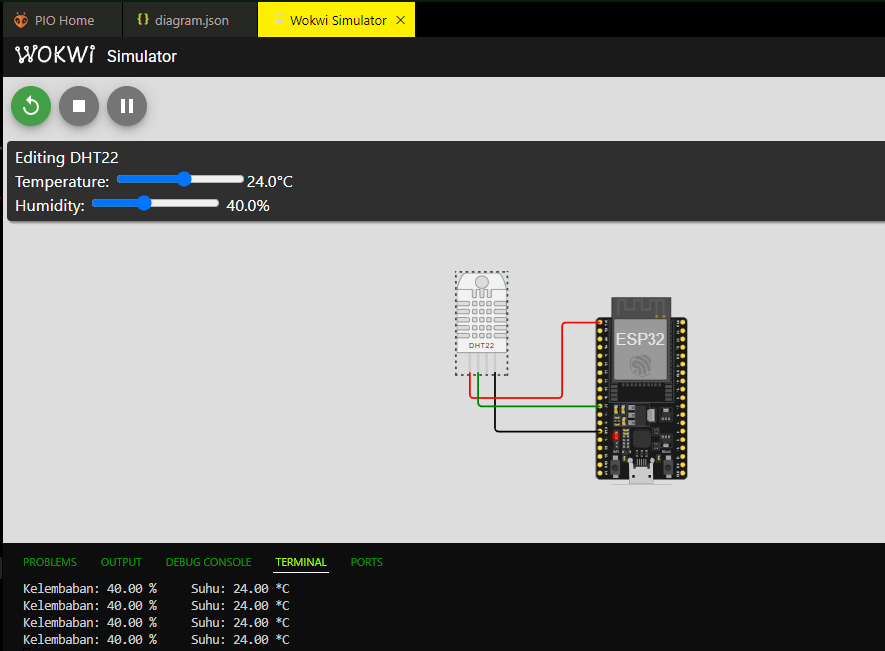 PIO Home
{} diagram.json
Wokwi Simulator ×
WOKWi Simulator
Editing DHT22
Temperature: 24.0°C
Humidity: 40.0%
DHT22
ESP32
PROBLEMS OUTPUT DEBUG CONSOLE TERMINAL PORTS
Kelembaban: 40.00 % Suhu: 24.00 *C
Kelembaban: 40.00 % Suhu: 24.00 *C
Kelembaban: 40.00 % Suhu: 24.00 *C
Kelembaban: 40.00 % Suhu: 24.00 *C